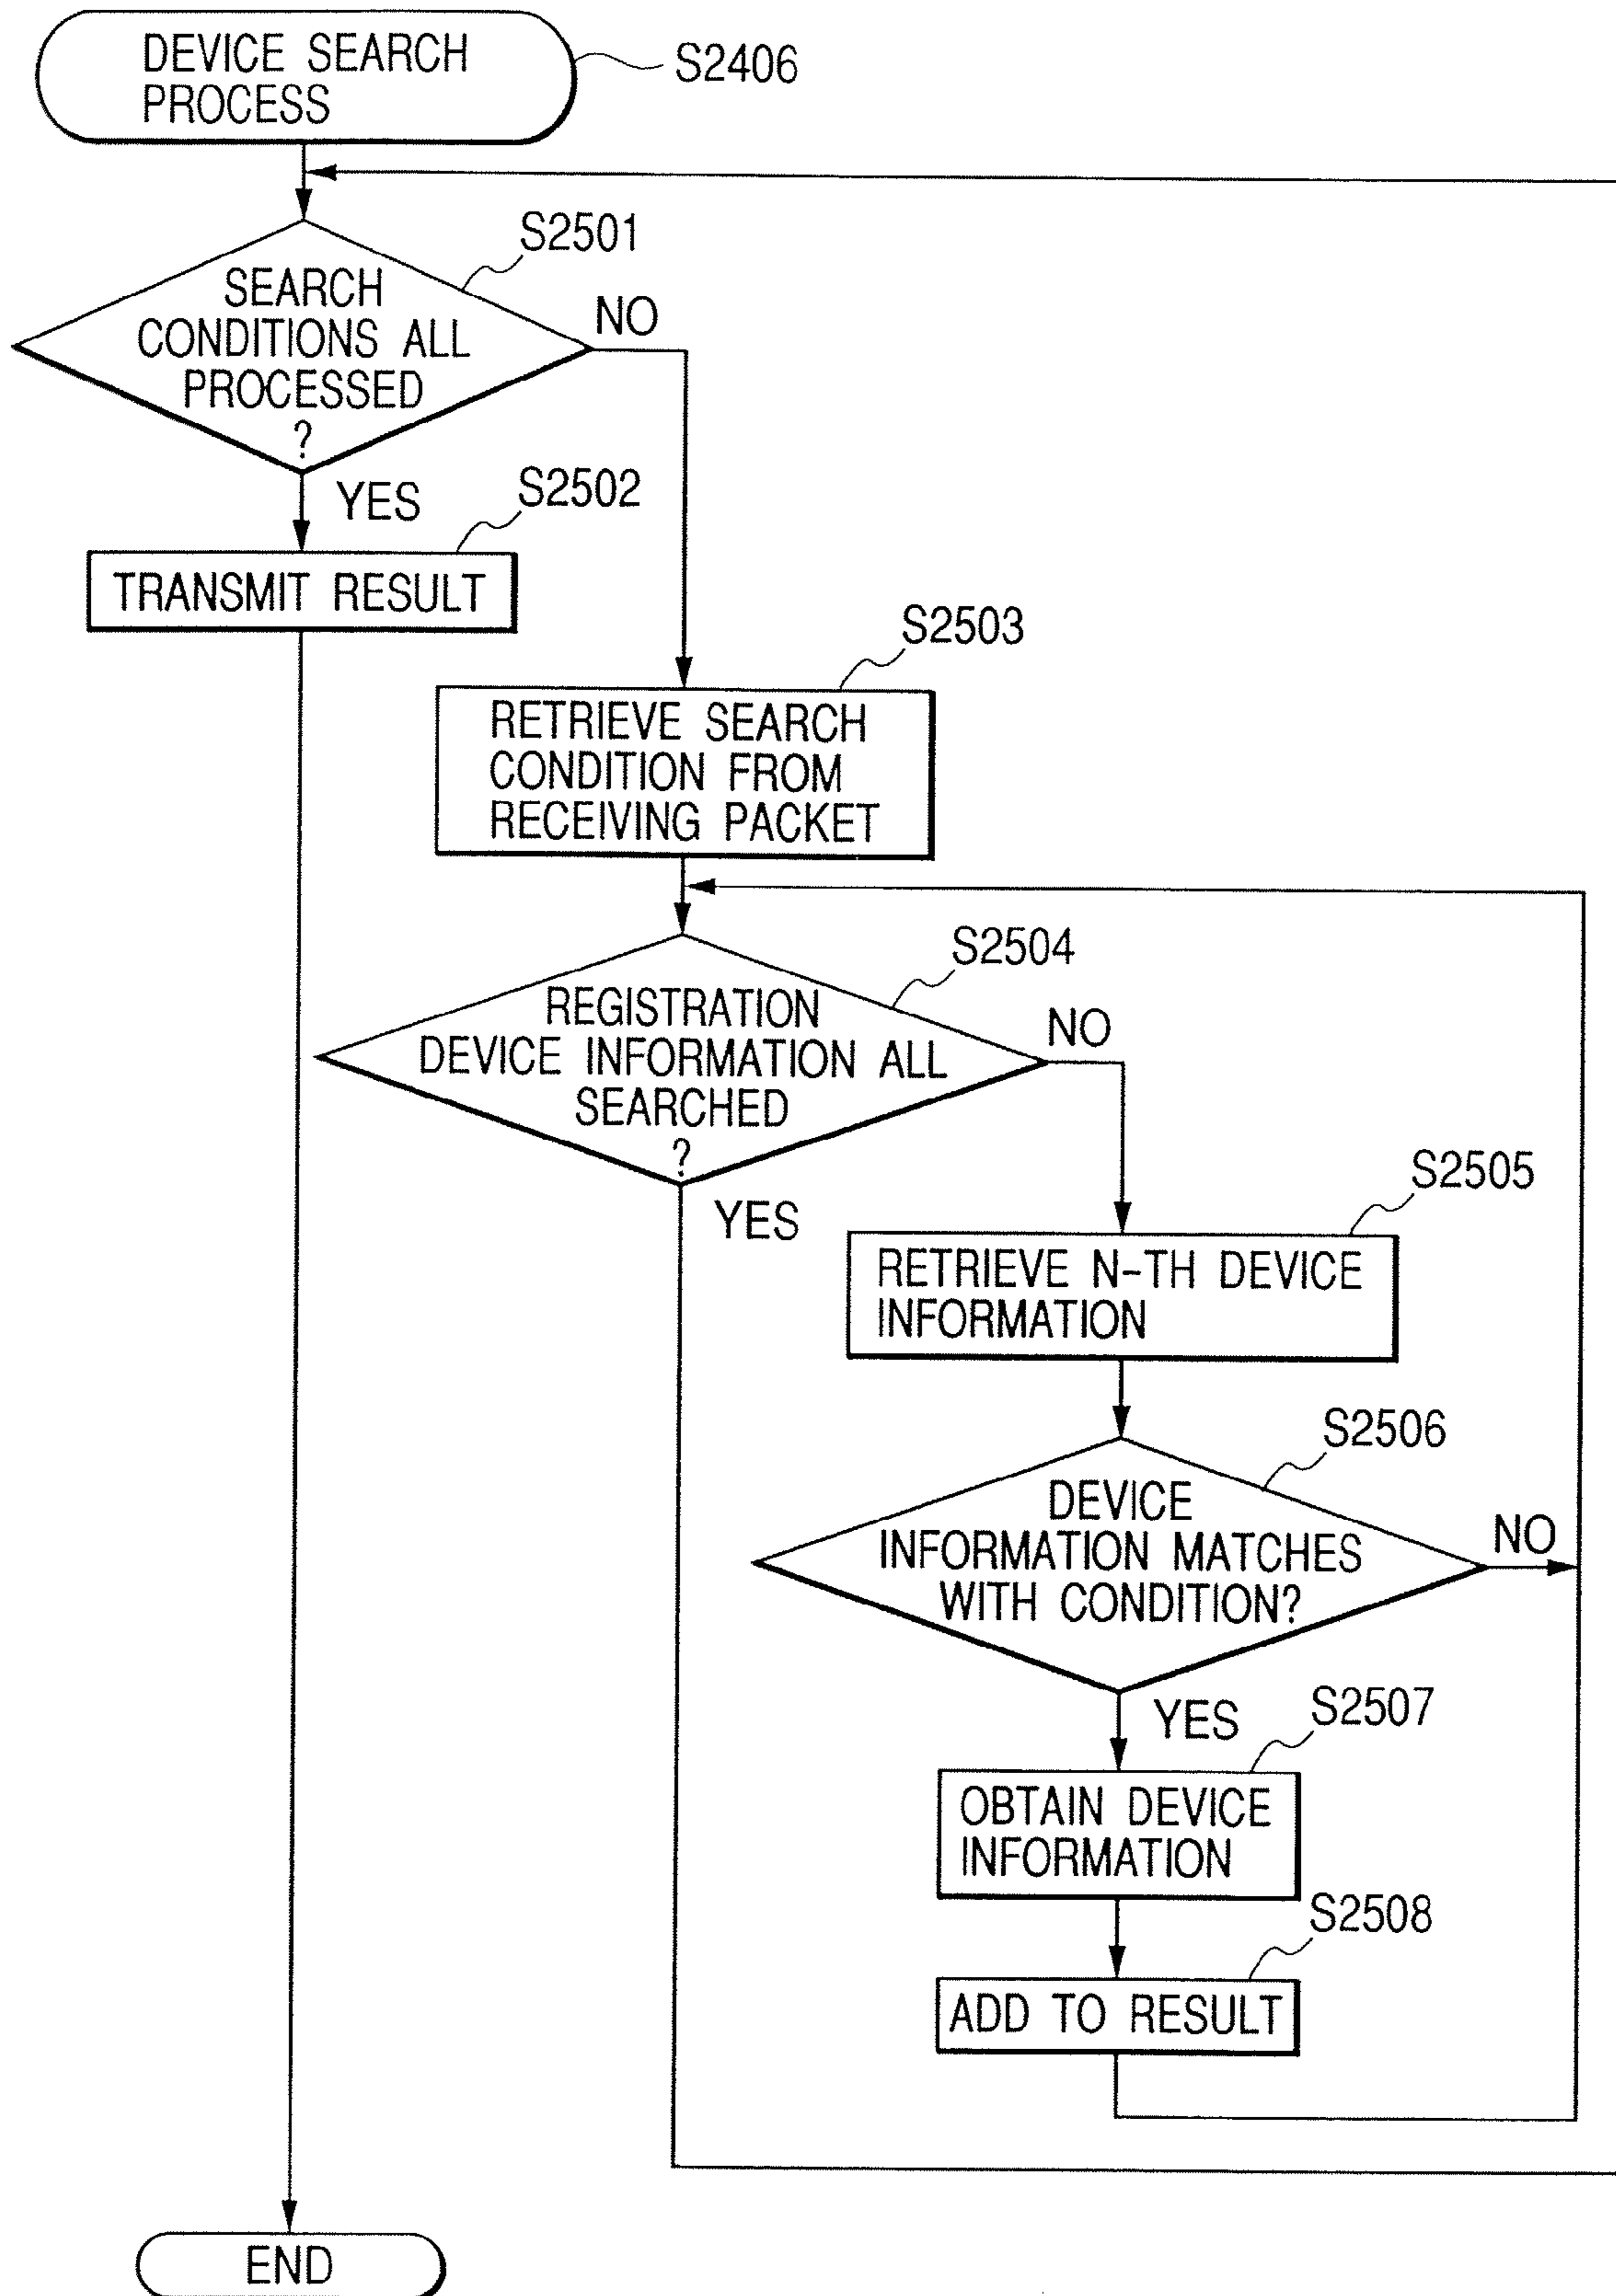 DEVICE SEARCH
PROCESS
S2406
S2501
SEARCH
CONDITIONS ALL
PROCESSED
?
NO
YES
S2502
TRANSMIT RESULT
S2503
RETRIEVE SEARCH
CONDITION FROM
RECEIVING PACKET
S2504
REGISTRATION
DEVICE INFORMATION ALL
SEARCHED
?
NO
YES
S2505
RETRIEVE N-TH DEVICE
INFORMATION
S2506
DEVICE
INFORMATION MATCHES
WITH CONDITION?
NO
YES
S2507
OBTAIN DEVICE
INFORMATION
S2508
ADD TO RESULT
END